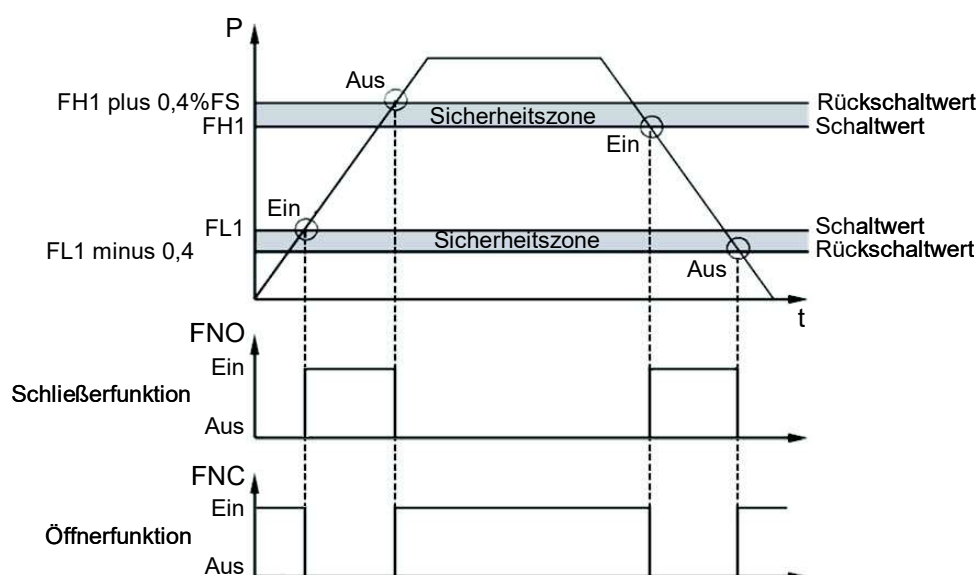 P
Aus
FH1 plus 0,4%FS
Sicherheitszone
Rückschaltwert
FH1
Schaltwert
Ein
Ein
FL1
Schaltwert
FL1 minus 0,4
Sicherheitszone
Rückschaltwert
Aus
t
FNO
Ein
Schließerfunktion
Aus
FNC
Ein
Öffnerfunktion
Aus